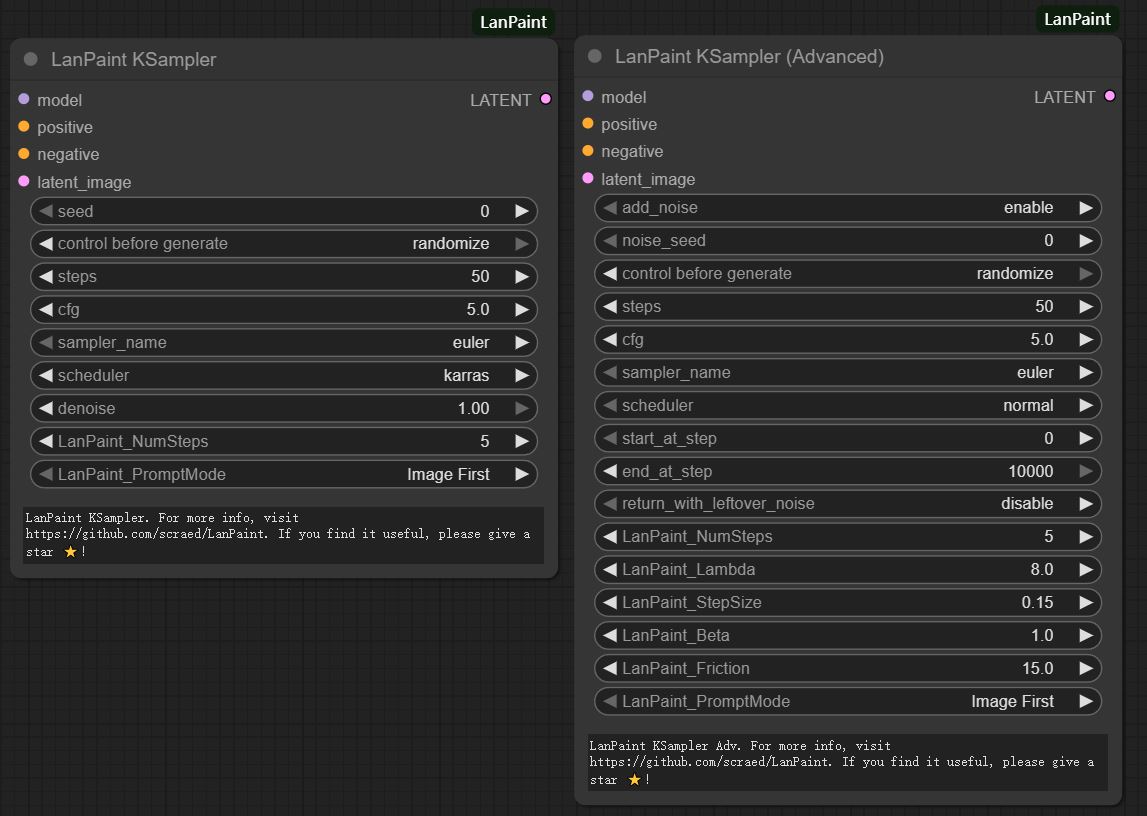 LanPaint
LanPaint KSampler
model
LATENT
positive
negative
latent_image
seed 0
control before generate randomize
steps 50
cfg 5.0
sampler_name euler
scheduler karras
denoise 1.00
LanPaint_NumSteps 5
LanPaint_PromptMode Image First
LanPaint KSampler. For more info, visit
https://github.com/scraed/LanPaint. If you find it useful, please give a
star ⭐!
LanPaint
LanPaint KSampler (Advanced)
model
LATENT
positive
negative
latent_image
add_noise enable
noise_seed 0
control before generate randomize
steps 50
cfg 5.0
sampler_name euler
scheduler normal
start_at_step 0
end_at_step 10000
return_with_leftover_noise disable
LanPaint_NumSteps 5
LanPaint_Lambda 8.0
LanPaint_StepSize 0.15
LanPaint_Beta 1.0
LanPaint_Friction 15.0
LanPaint_PromptMode Image First
LanPaint KSampler Adv. For more info, visit
https://github.com/scraed/LanPaint. If you find it useful, please give a
star ⭐!